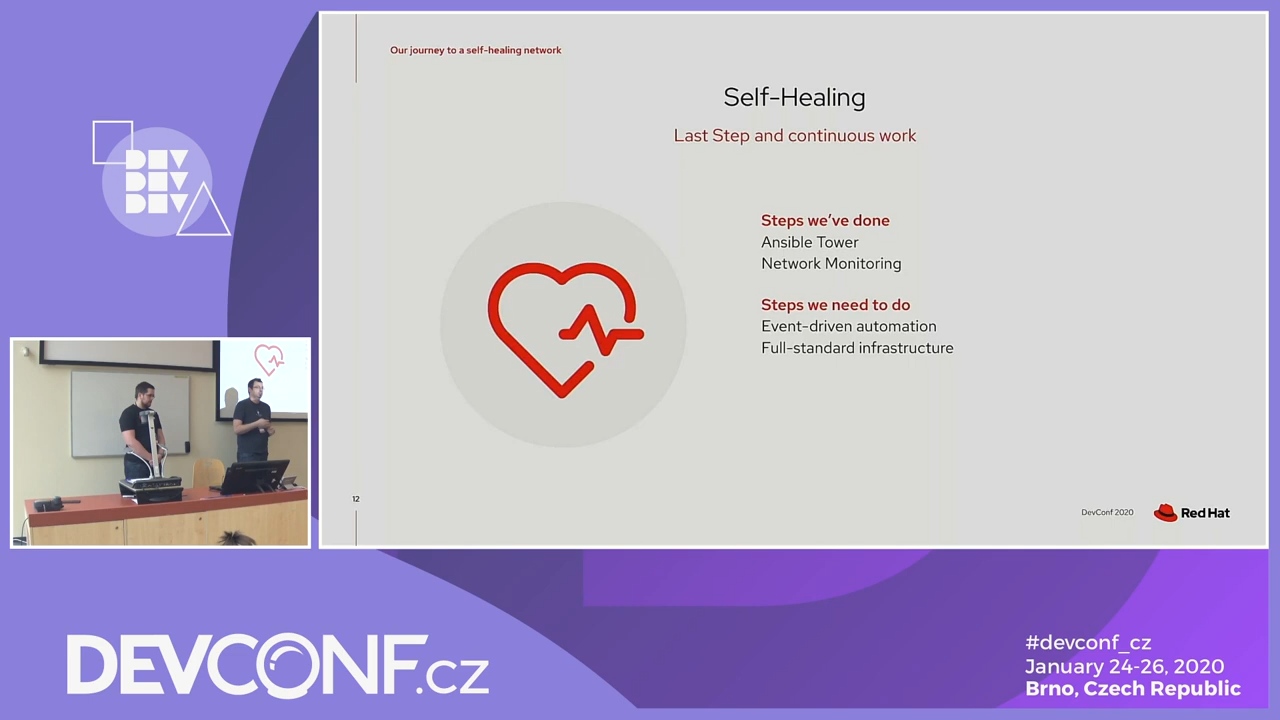 Our journey to a self-healing network
Self-Healing
Last Step and continuous work
Steps we've done
Ansible Tower
Network Monitoring
Steps we need to do
Event-driven automation
Full-standard infrastructure
12
DevConf 2020
Red Hat
DEV
DEV
DEV
DEVCONF.cz
#devconf_cz
January 24-26, 2020
Brno, Czech Republic